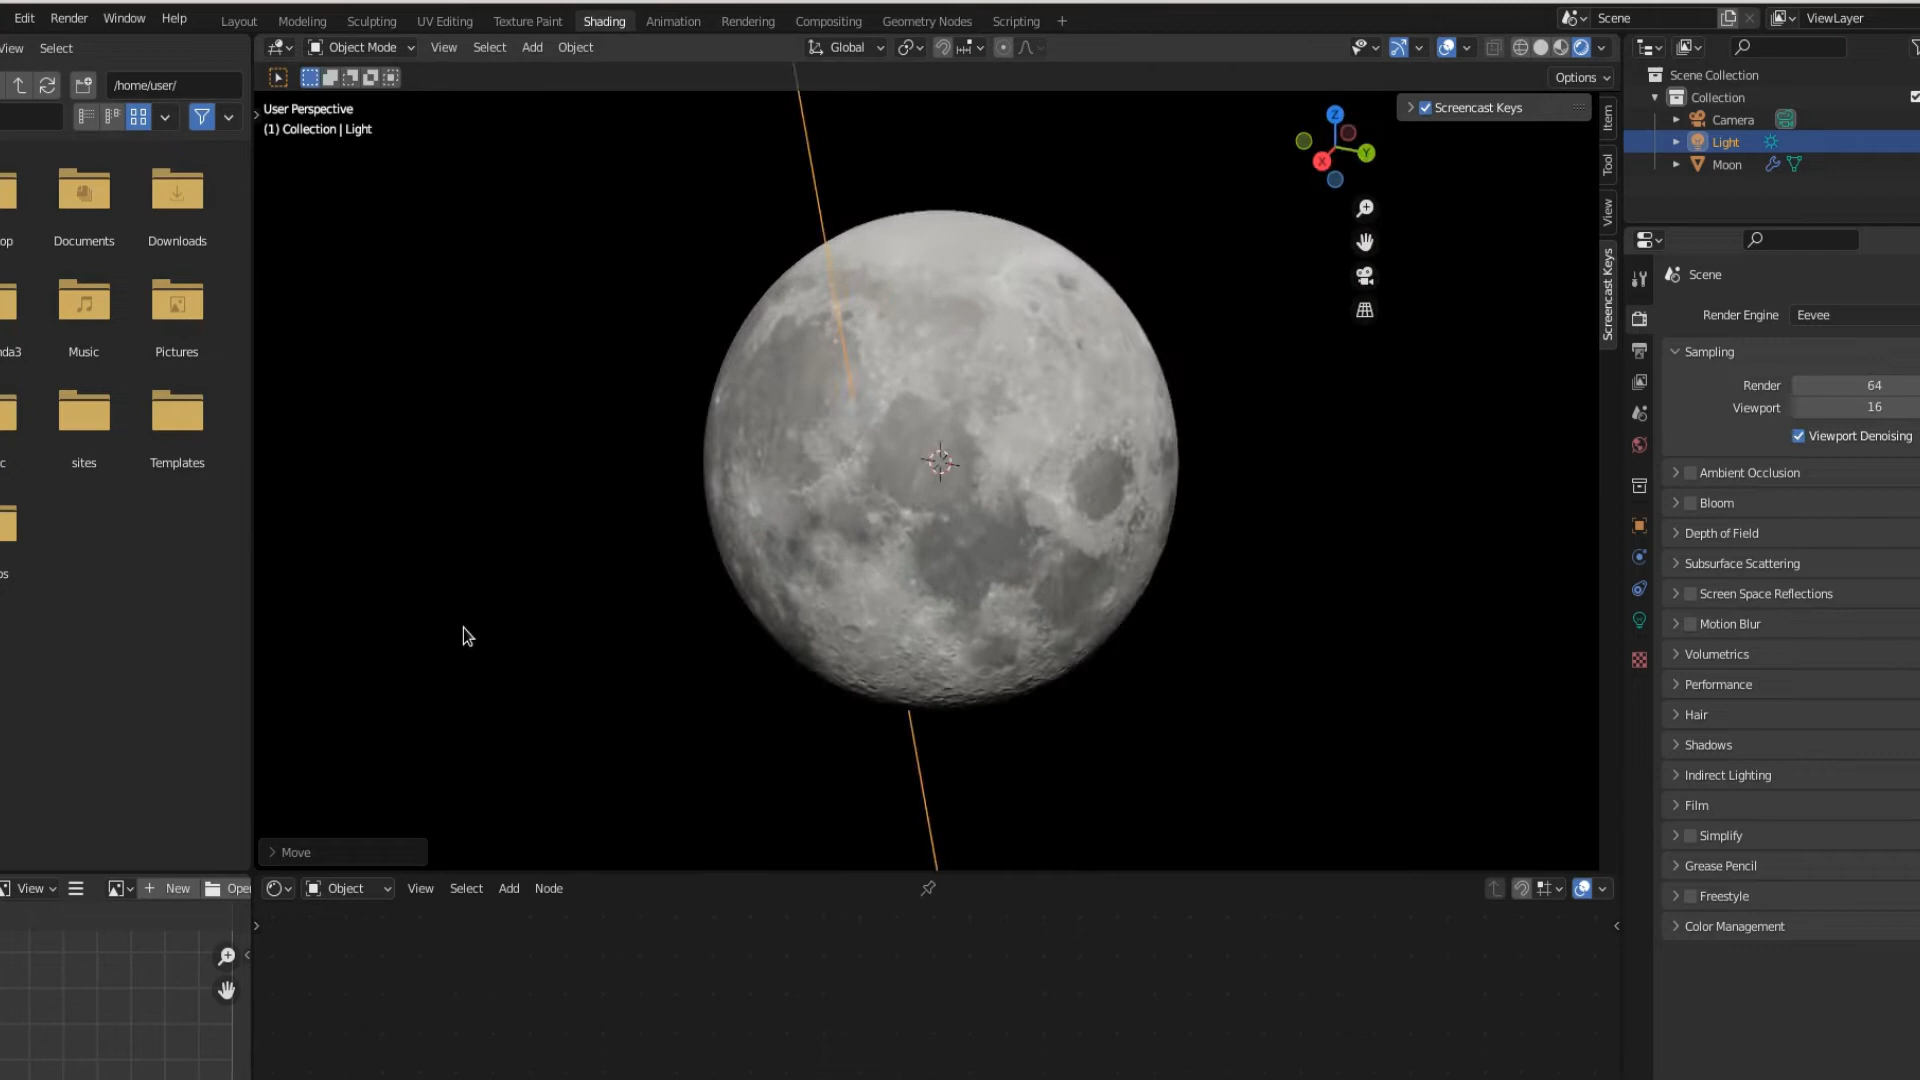 Edit Render Window Help Layout Modeling Sculpting UV Editing Texture Paint Shading Animation Rendering Compositing Geometry Nodes Scripting + Scene ViewLayer
View Select
Object Mode View Select Add Object Global
/home/user/
Options
User Perspective
(1) Collection | Light
Screencast Keys
Z
Y
X
Item
Tool
View
Screencast Keys
op Documents Downloads
da3 Music Pictures
c sites Templates
os
Scene Collection
Collection
Camera
Light
Moon
Scene
Render Engine Eevee
Sampling
Render 64
Viewport 16
Viewport Denoising
Ambient Occlusion
Bloom
Depth of Field
Subsurface Scattering
Screen Space Reflections
Motion Blur
Volumetrics
Performance
Hair
Shadows
Indirect Lighting
Film
Simplify
Grease Pencil
Freestyle
Color Management
Move
View New Ope
Object View Select Add Node